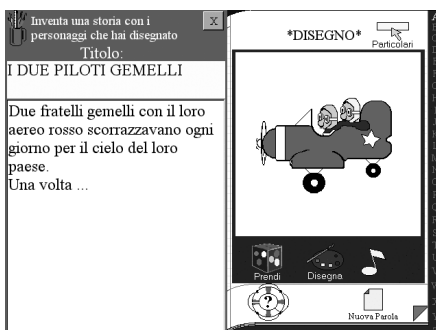 Inventa una storia con i
personaggi che hai disegnato
X
Titolo:
I DUE PILOTI GEMELLI
Due fratelli gemelli con il loro
aereo rosso scorrazzavano ogni
giorno per il cielo del loro
paese.
Una volta ...
*DISEGNO*
Particolari
Prendi
Disegna
?
Nuova Parola